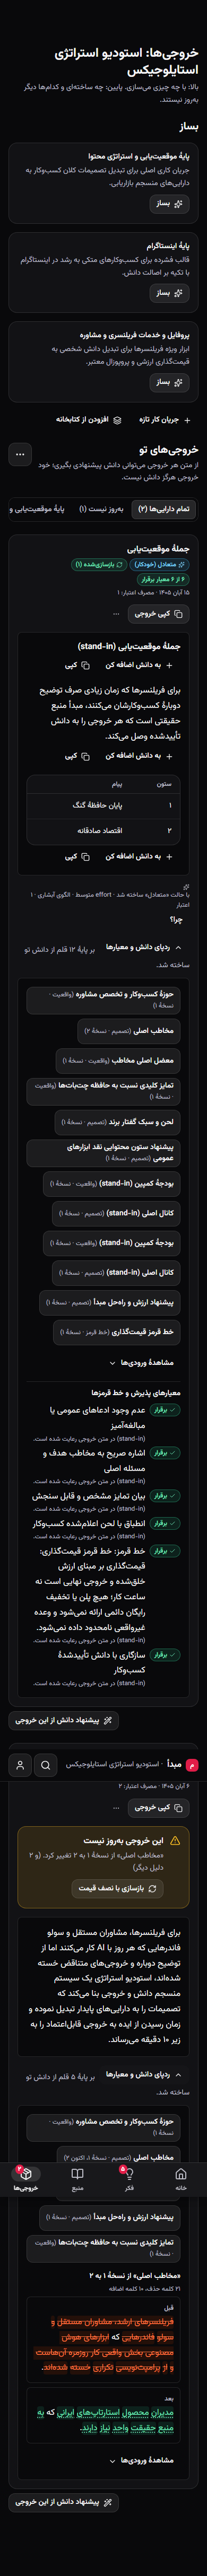 خروجی‌ها: استودیو استراتژی
استایلوجیکس
بالا: با چه چیزی می‌سازی. پایین: چه ساخته‌ای و کدام‌ها دیگر
به‌روز نیستند.
بساز
پایهٔ موقعیت‌یابی و استراتژی محتوا
جریان کاری اصلی برای تبدیل تصمیمات کلان کسب‌وکار به
دارایی‌های منسجم بازاریابی.
بساز
پایهٔ اینستاگرام
قالب فشرده برای کسب‌وکارهای متکی به رشد در اینستاگرام
با تکیه بر اصالت دانش.
بساز
پروفایل و خدمات فریلنسری و مشاوره
ابزار ویژه فریلنسرها برای تبدیل دانش شخصی به
معرفی ارزشمند و پروپوزال معتبر.
بساز
جریان کار تازه
افزودن از کتابخانه
خروجی‌های تو
از متن هر خروجی می‌توانی دانش پیشنهادی بگیری؛ خود
خروجی هرگز دانش نیست.
تمام دارایی‌ها (۲)
به‌روز نیست (۱)
پایهٔ موقعیت‌یابی و
جملهٔ موقعیت‌یابی
متعادل (خودکار)
بازسازی‌شده (۱)
۶ از ۶ معیار برقرار
۱۵ آبان ۱۴۰۵ · مصرف اعتبار: ۱
کپی خروجی
جملهٔ موقعیت‌یابی (stand-in)
به دانش اضافه کن
کپی
برای فریلنسرها که زمان زیادی صرف توضیح
دوبارهٔ کسب‌وکارشان می‌کنند، مبدأ منبع
حقیقتی است که هر خروجی را به دانش
تأییدشده وصل می‌کند.
به دانش اضافه کن
کپی
ستون
پیام
۱
پایان حافظهٔ گنگ
۲
اقتصاد صادقانه
به دانش اضافه کن
کپی
با حالت «متعادل» ساخته شد · effort متوسط · الگوی آبشاری · ۱
اعتبار
چرا؟
ردپای دانش و معیارها
بر پایهٔ ۱۲ قلم از دانش تو
ساخته شد.
حوزهٔ کسب‌وکار و تخصص مشاوره (واقعیت ·
نسخهٔ ۱)
مخاطب اصلی (تصمیم · نسخهٔ ۲)
معضل اصلی مخاطب (واقعیت · نسخهٔ ۱)
تمایز کلیدی نسبت به حافظه چت‌بات‌ها (واقعیت
· نسخهٔ ۱)
لحن و سبک گفتار برند (تصمیم · نسخهٔ ۱)
پیشنهاد ستون محتوایی نقد ابزارهای
عمومی (تصمیم · نسخهٔ ۱)
بودجهٔ کمپین (stand-in) (واقعیت · نسخهٔ ۱)
کانال اصلی (stand-in) (تصمیم · نسخهٔ ۱)
بودجهٔ کمپین (stand-in) (واقعیت · نسخهٔ ۱)
کانال اصلی (stand-in) (تصمیم · نسخهٔ ۱)
پیشنهاد ارزش و راه‌حل مبدأ (تصمیم · نسخهٔ ۱)
خط قرمز قیمت‌گذاری (خط قرمز · نسخهٔ ۱)
مشاهدهٔ ورودی‌ها
معیارهای پذیرش و خط قرمزها
برقرار
عدم وجود ادعاهای عمومی یا
مبالغه‌آمیز
(stand-in) در متن خروجی رعایت شده است.
برقرار
اشاره صریح به مخاطب هدف و
مسئله اصلی
(stand-in) در متن خروجی رعایت شده است.
برقرار
بیان تمایز مشخص و قابل سنجش
(stand-in) در متن خروجی رعایت شده است.
برقرار
انطباق با لحن اعلام‌شده کسب‌وکار
(stand-in) در متن خروجی رعایت شده است.
برقرار
خط قرمز: خط قرمز قیمت‌گذاری:
قیمت‌گذاری بر مبنای ارزش
خلق‌شده و خروجی نهایی است نه
ساعت کار؛ هیچ پلن یا تخفیف
رایگان دائمی ارائه نمی‌شود و وعده
غیرواقعی نامحدود داده نمی‌شود.
(stand-in) در متن خروجی رعایت شده است.
برقرار
سازگاری با دانش تأییدشدهٔ
کسب‌وکار
(stand-in) در متن خروجی رعایت شده است.
پیشنهاد دانش از این خروجی
م
مبدأ
· استودیو استراتژی استایلوجیکس
۶ آبان ۱۴۰۵ · مصرف اعتبار: ۲
کپی خروجی
این خروجی به‌روز نیست
«مخاطب اصلی» از نسخهٔ ۱ به ۲ تغییر کرد. (و ۲
دلیل دیگر)
بازسازی با نصف قیمت
برای فریلنسرها، مشاوران مستقل و سولو
فاندرهایی که هر روز با AI کار می‌کنند اما از
توضیح دوباره و خروجی‌های متناقض خسته
شده‌اند، استودیو استراتژی یک سیستم
منسجم دانش و خروجی بنا می‌کند که
تصمیمات را به دارایی‌های پایدار تبدیل نموده و
زمان رسیدن از ایده به خروجی قابل‌اعتماد را به
زیر ۱۰ دقیقه می‌رساند.
ردپای دانش و معیارها
بر پایهٔ ۵ قلم از دانش تو
ساخته شد.
حوزهٔ کسب‌وکار و تخصص مشاوره (واقعیت ·
نسخهٔ ۱)
مخاطب اصلی (تصمیم · نسخهٔ ۱، اکنون ۲)
خانه
۵
فکر
منبع
۲
خروجی‌ها
پیشنهاد ارزش و راه‌حل مبدأ (تصمیم · نسخهٔ ۱)
تمایز کلیدی نسبت به حافظه چت‌بات‌ها (واقعیت
· نسخهٔ ۱)
«مخاطب اصلی» از نسخهٔ ۱ به ۲
۲۱ کلمه حذف، ۱۰ کلمه اضافه
قبل
فریلنسرهای ارشد، مشاوران مستقل و
سولو فاندرهایی که ابزارهای هوش
مصنوعی بخش واقعی کار روزمره آن‌هاست
و از پرامپت‌نویسی تکراری خسته شده‌اند.
بعد
مدیران محصول استارتاپ‌های ایرانی که به
منبع حقیقت واحد نیاز دارند.
مشاهدهٔ ورودی‌ها
پیشنهاد دانش از این خروجی